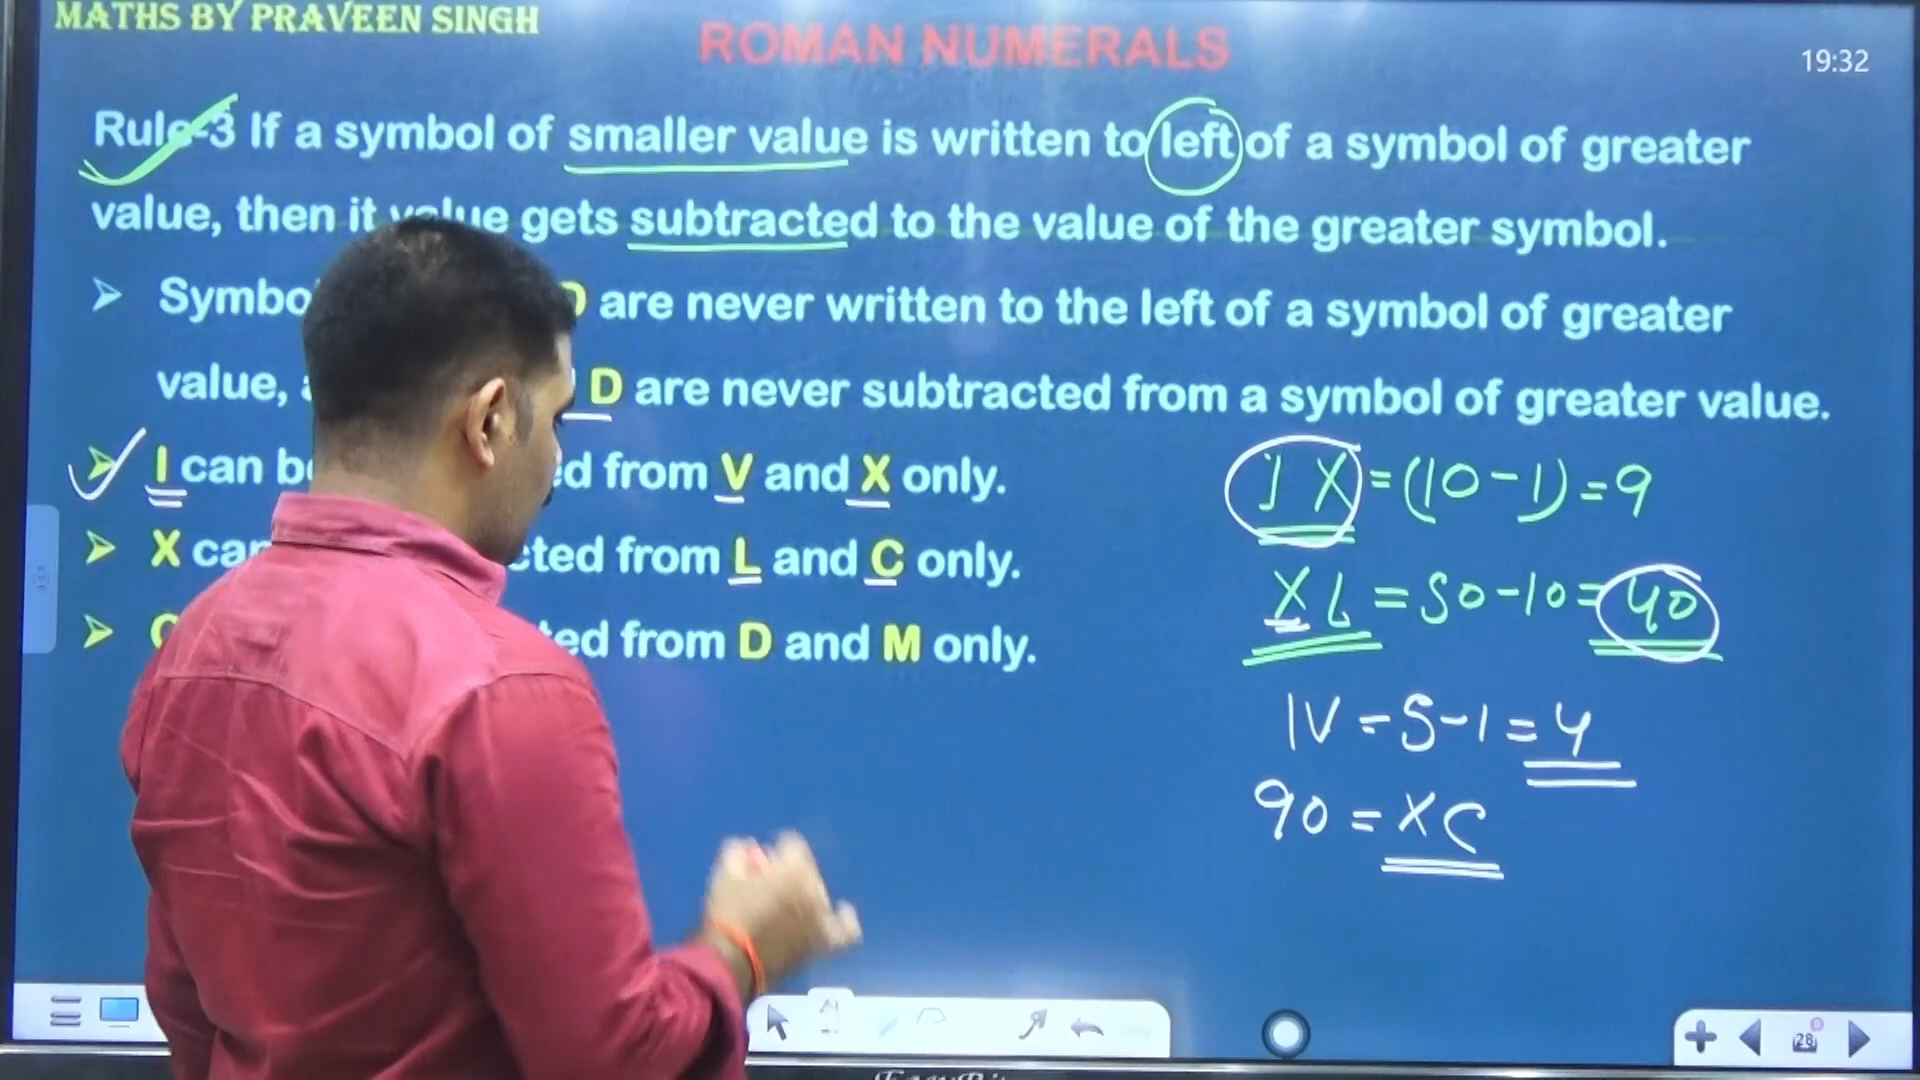 MATHS BY PRAVEEN SINGH
ROMAN NUMERALS
19:32
Rule-3 If a symbol of smaller value is written to left of a symbol of greater
value, then it value gets subtracted to the value of the greater symbol.
➤ D are never written to the left of a symbol of greater
value, D are never subtracted from a symbol of greater value.
➤ I can from V and X only.
➤ X from L and C only.
➤ from D and M only.
IX = (10-1) = 9
XL = 50-10 = 40
IV = 5-1 = 4
90 = XC
28